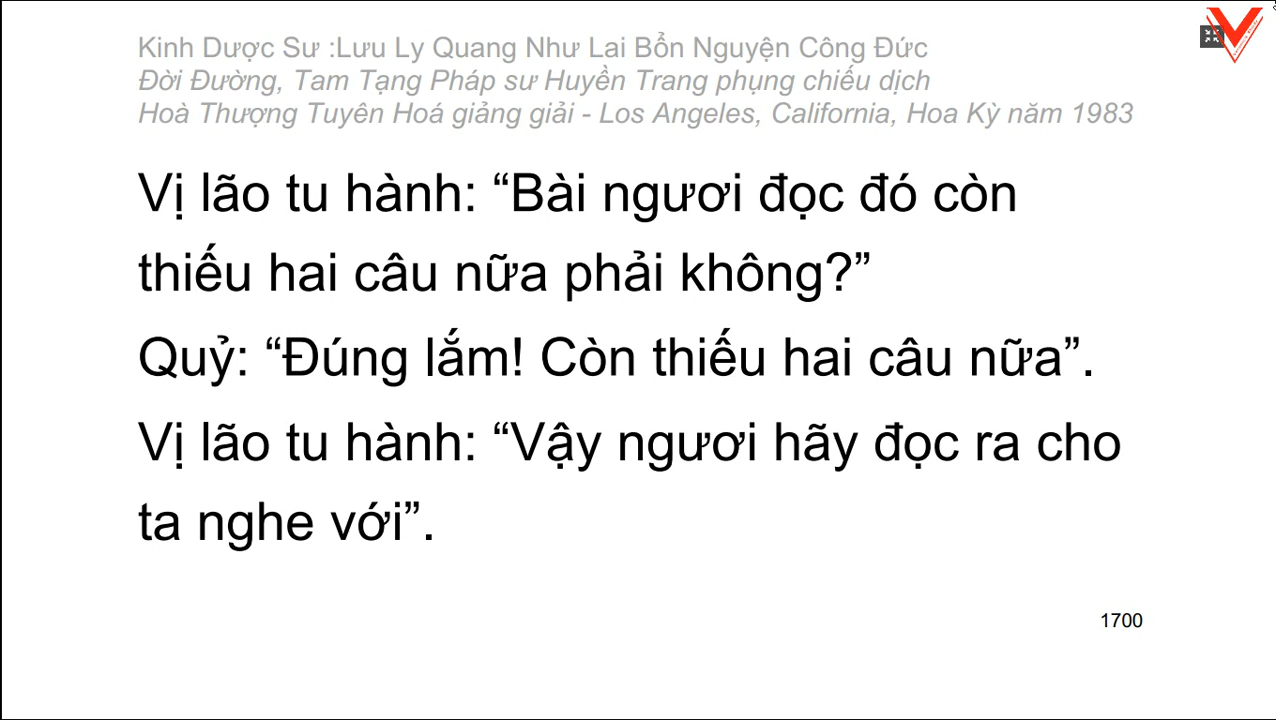 Kinh Dược Sư :Lưu Ly Quang Như Lai Bổn Nguyện Công Đức
Đời Đường, Tam Tạng Pháp sư Huyền Trang phụng chiếu dịch
Hoà Thượng Tuyên Hoá giảng giải - Los Angeles, California, Hoa Kỳ năm 1983
Vị lão tu hành: “Bài ngươi đọc đó còn
thiếu hai câu nữa phải không?”
Quỷ: “Đúng lắm! Còn thiếu hai câu nữa”.
Vị lão tu hành: “Vậy ngươi hãy đọc ra cho
ta nghe với”.
1700